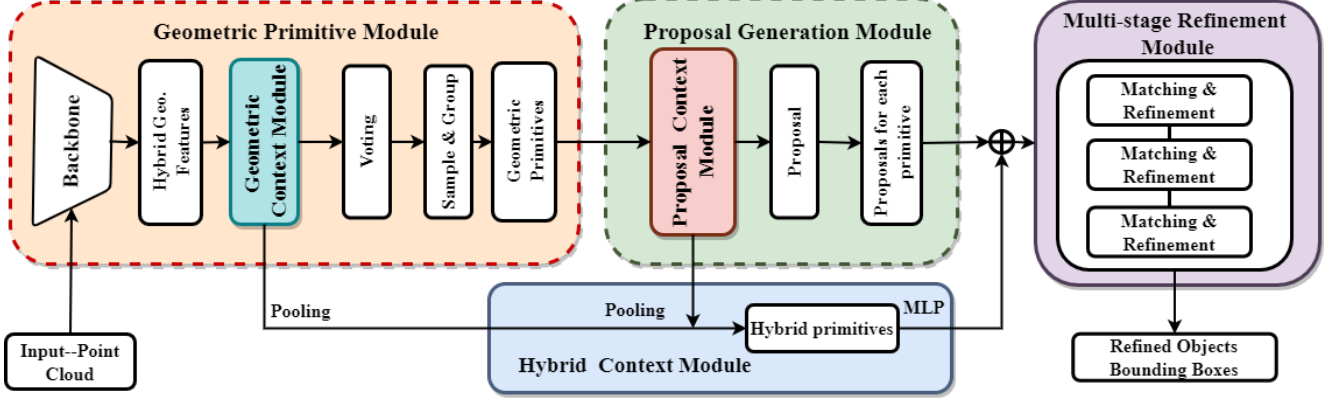 Geometric Primitive Module
Backbone
Hybrid Geo.
Features
Geometric
Context Module
Voting
Sample & Group
Geometric
Primitives
Proposal Generation Module
Proposal Context
Module
Proposal
Proposals for each
primitive
Multi-stage Refinement
Module
Matching &
Refinement
Matching &
Refinement
Matching &
Refinement
Pooling
Pooling
Hybrid primitives
MLP
Hybrid Context Module
Input--Point
Cloud
Refined Objects
Bounding Boxes